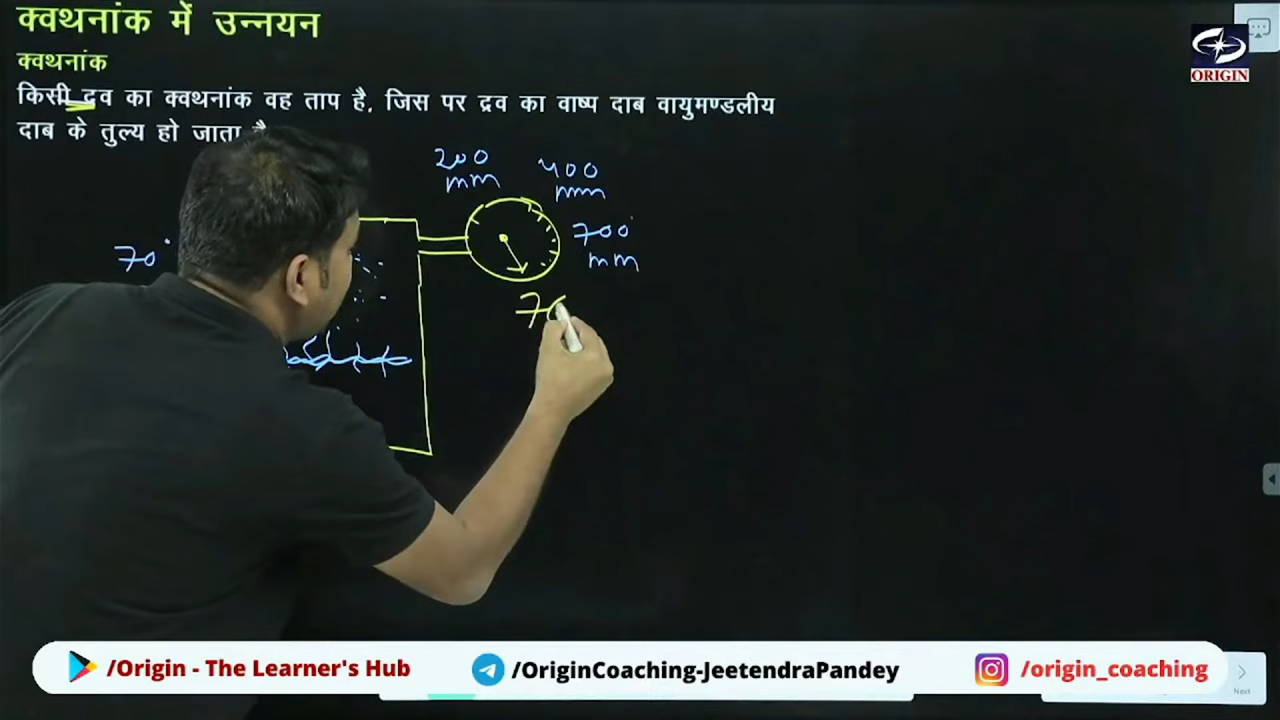 क्वथनांक में उन्नयन
क्वथनांक
किसी द्रव का क्वथनांक वह ताप है, जिस पर द्रव का वाष्प दाब वायुमण्डलीय
दाब के तुल्य हो जाता है
ORIGIN
200
mm
400
mm
700
mm
70°
/Origin - The Learner's Hub
/OriginCoaching-JeetendraPandey
/origin_coaching
Next